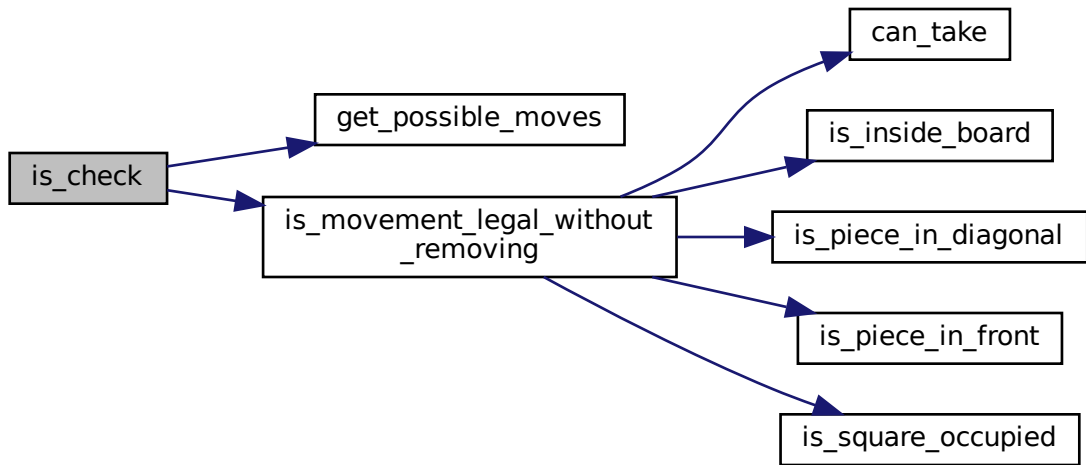 is_check
get_possible_moves
is_movement_legal_without
_removing
can_take
is_inside_board
is_piece_in_diagonal
is_piece_in_front
is_square_occupied